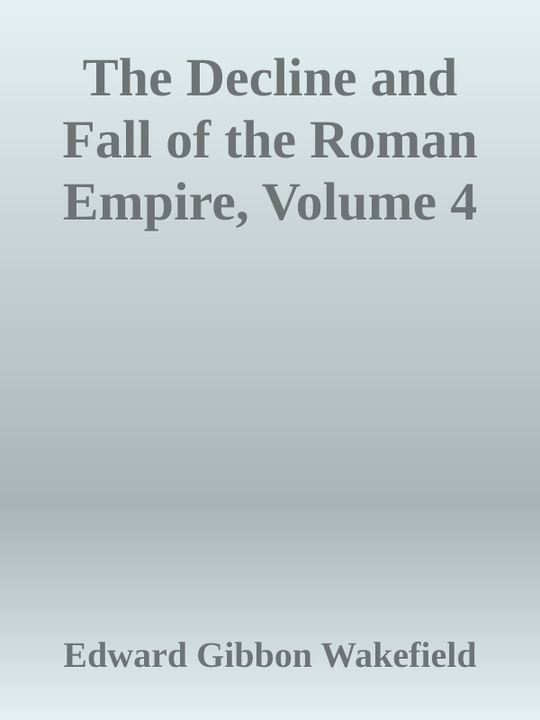 The Decline and
Fall of the Roman
Empire, Volume 4
Edward Gibbon Wakefield